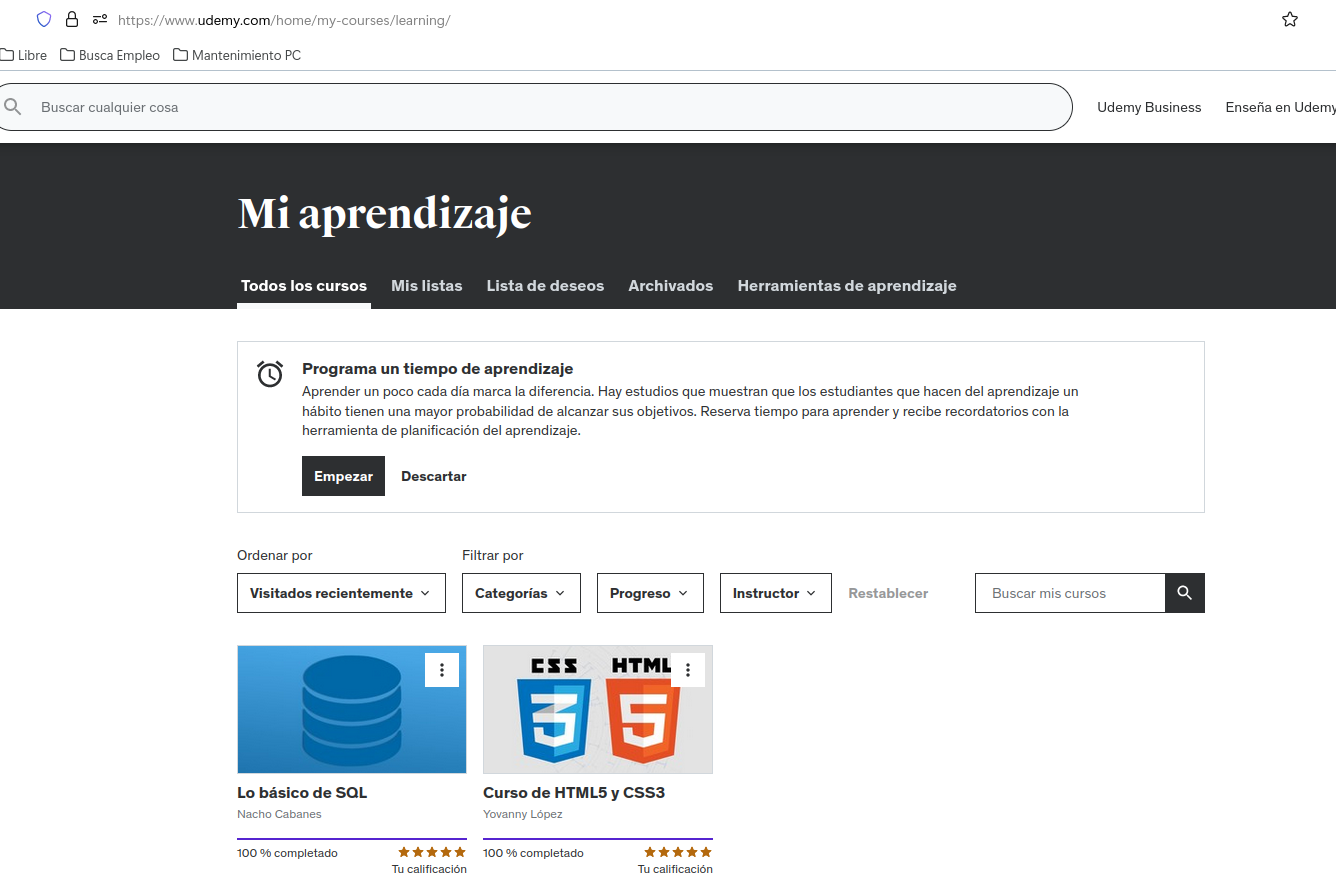 https://www.udemy.com/home/my-courses/learning/
Libre Busca Empleo Mantenimiento PC
Buscar cualquier cosa Udemy Business Enseña en Udemy
Mi aprendizaje
Todos los cursos Mis listas Lista de deseos Archivados Herramientas de aprendizaje
Programa un tiempo de aprendizaje
Aprender un poco cada día marca la diferencia. Hay estudios que muestran que los estudiantes que hacen del aprendizaje un
hábito tienen una mayor probabilidad de alcanzar sus objetivos. Reserva tiempo para aprender y recibe recordatorios con la
herramienta de planificación del aprendizaje.
Empezar Descartar
Ordenar por Filtrar por
Visitados recientemente Categorías Progreso Instructor Restablecer Buscar mis cursos
CSS HTML
3 5
Lo básico de SQL Curso de HTML5 y CSS3
Nacho Cabanes Yovanny López
100 % completado 100 % completado
Tu calificación Tu calificación